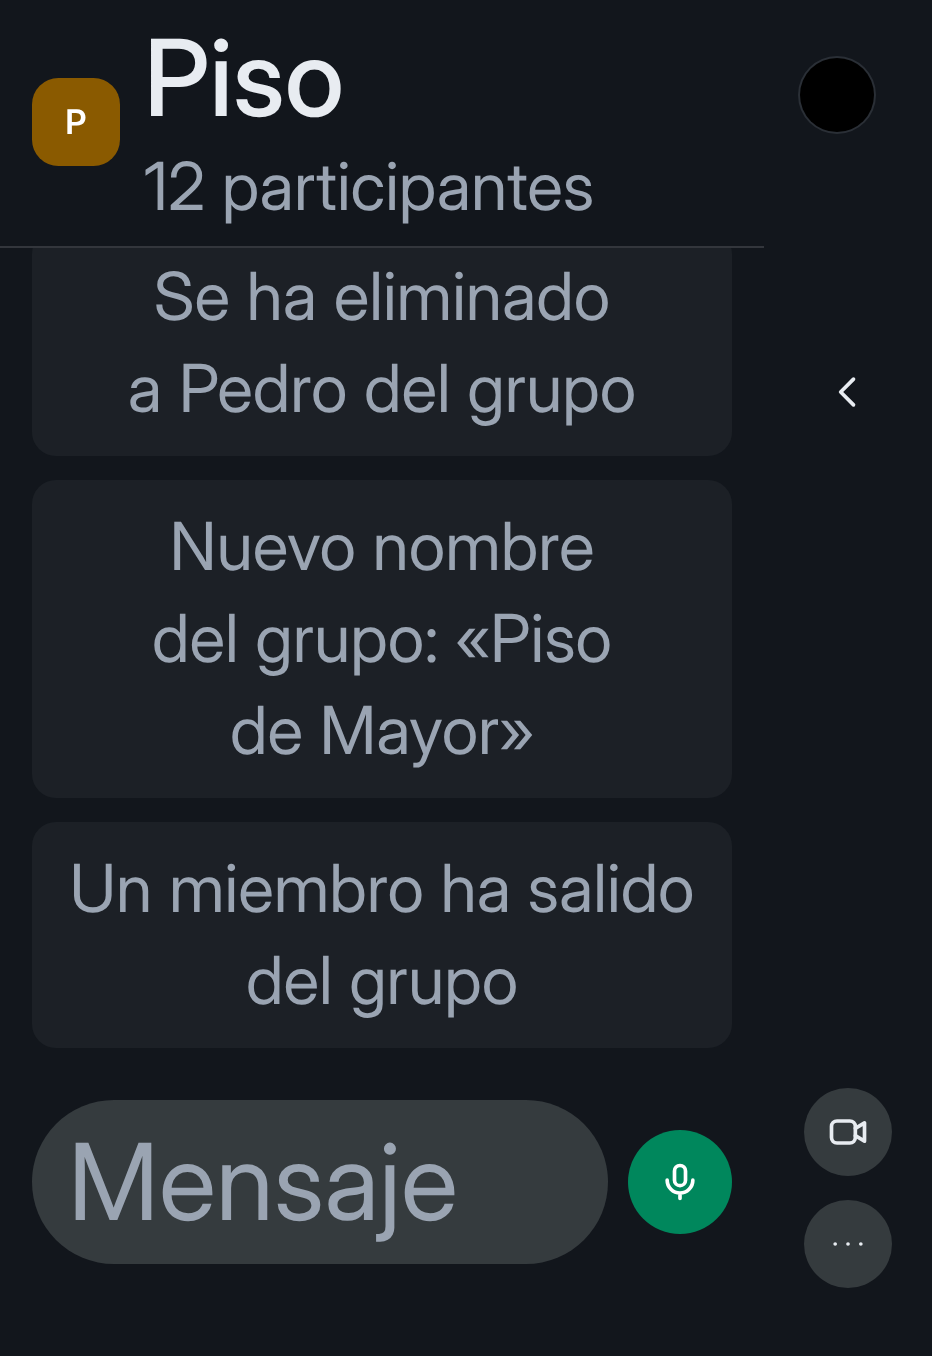 P
Piso
12 participantes
Se ha eliminado
a Pedro del grupo
Nuevo nombre
del grupo: «Piso
de Mayor»
Un miembro ha salido
del grupo
Mensaje